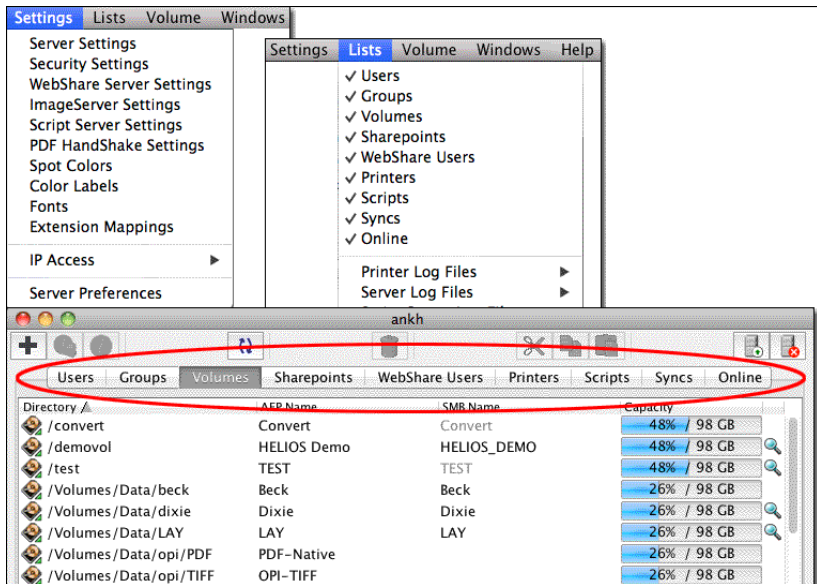 Settings Lists Volume Windows
Server Settings
Security Settings
WebShare Server Settings
ImageServer Settings
Script Server Settings
PDF HandShake Settings
Spot Colors
Color Labels
Fonts
Extension Mappings
IP Access
Server Preferences
Settings Lists Volume Windows Help
Users
Groups
Volumes
Sharepoints
WebShare Users
Printers
Scripts
Syncs
Online
Printer Log Files
Server Log Files
ankh
Users Groups Volumes Sharepoints WebShare Users Printers Scripts Syncs Online
Directory AFP Name SMB Name Capacity
/convert Convert Convert 48% / 98 GB
/demovol HELIOS Demo HELIOS_DEMO 48% / 98 GB
/test TEST TEST 48% / 98 GB
/Volumes/Data/beck Beck Beck 26% / 98 GB
/Volumes/Data/dixie Dixie Dixie 26% / 98 GB
/Volumes/Data/LAY LAY LAY 26% / 98 GB
/Volumes/Data/opi/PDF PDF-Native 26% / 98 GB
/Volumes/Data/opi/TIFF OPI-TIFF 26% / 98 GB